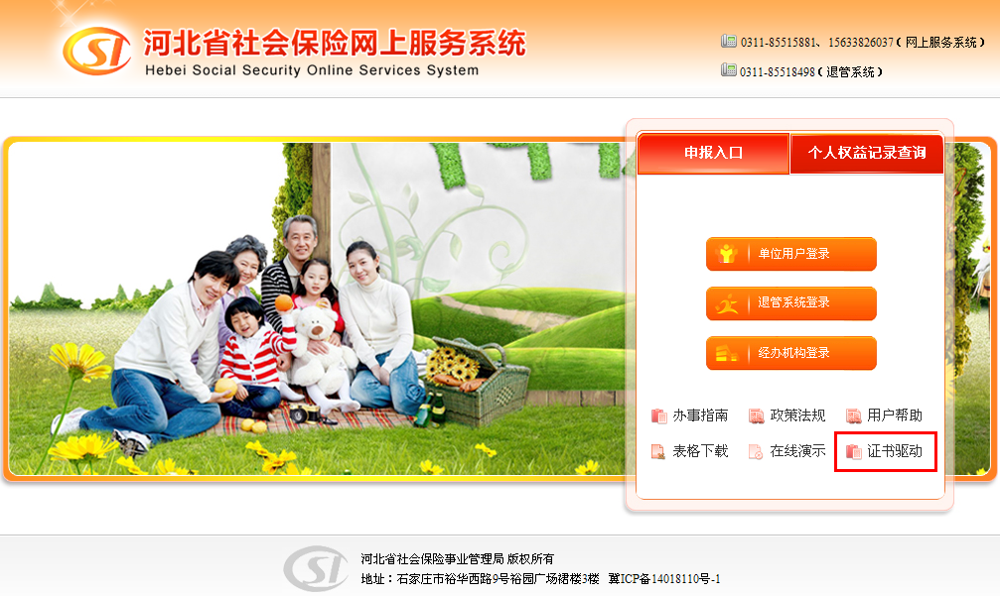 SI 河北省社会保险网上服务系统
Hebei Social Security Online Services System
0311-85515881、15633826037（网上服务系统）
0311-85518498（退管系统）
申报入口 个人权益记录查询
单位用户登录
退管系统登录
经办机构登录
办事指南 政策法规 用户帮助
表格下载 在线演示 证书驱动
SI
河北省社会保险事业管理局 版权所有
地址：石家庄市裕华西路9号裕园广场裙楼3楼 冀ICP备14018110号-1